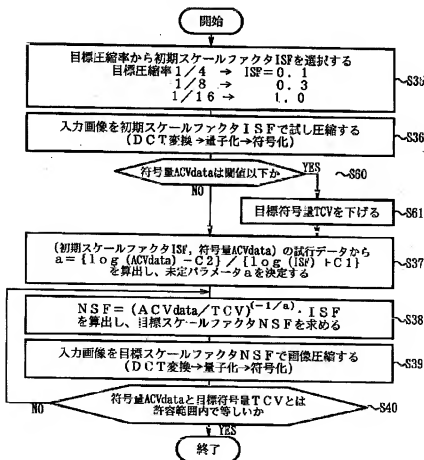 開始
目標圧縮率から初期スケールファクタISFを選択する
目標圧縮率 1/4 → ISF=0.1
1/8 → 0.3
1/16 → 1.0
S35
入力画像を初期スケールファクタISFで試し圧縮する
(DCT変換→量子化→符号化)
S36
符号量ACVdataは閾値以下か
YES
S60
NO
目標符号量TCVを下げる
S61
(初期スケールファクタISF, 符号量ACVdata)の試行データから
a={log(ACVdata)-C2}/{log(ISF)+C1}
を算出し、未定パラメータaを決定する
S37
NSF=(ACVdata/TCV)^(-1/a)・ISF
を算出し、目標スケールファクタNSFを求める
S38
入力画像を目標スケールファクタNSFで画像圧縮する
(DCT変換→量子化→符号化)
S39
NO
符号量ACVdataと目標符号量TCVとは
許容範囲内で等しいか
S40
YES
終了